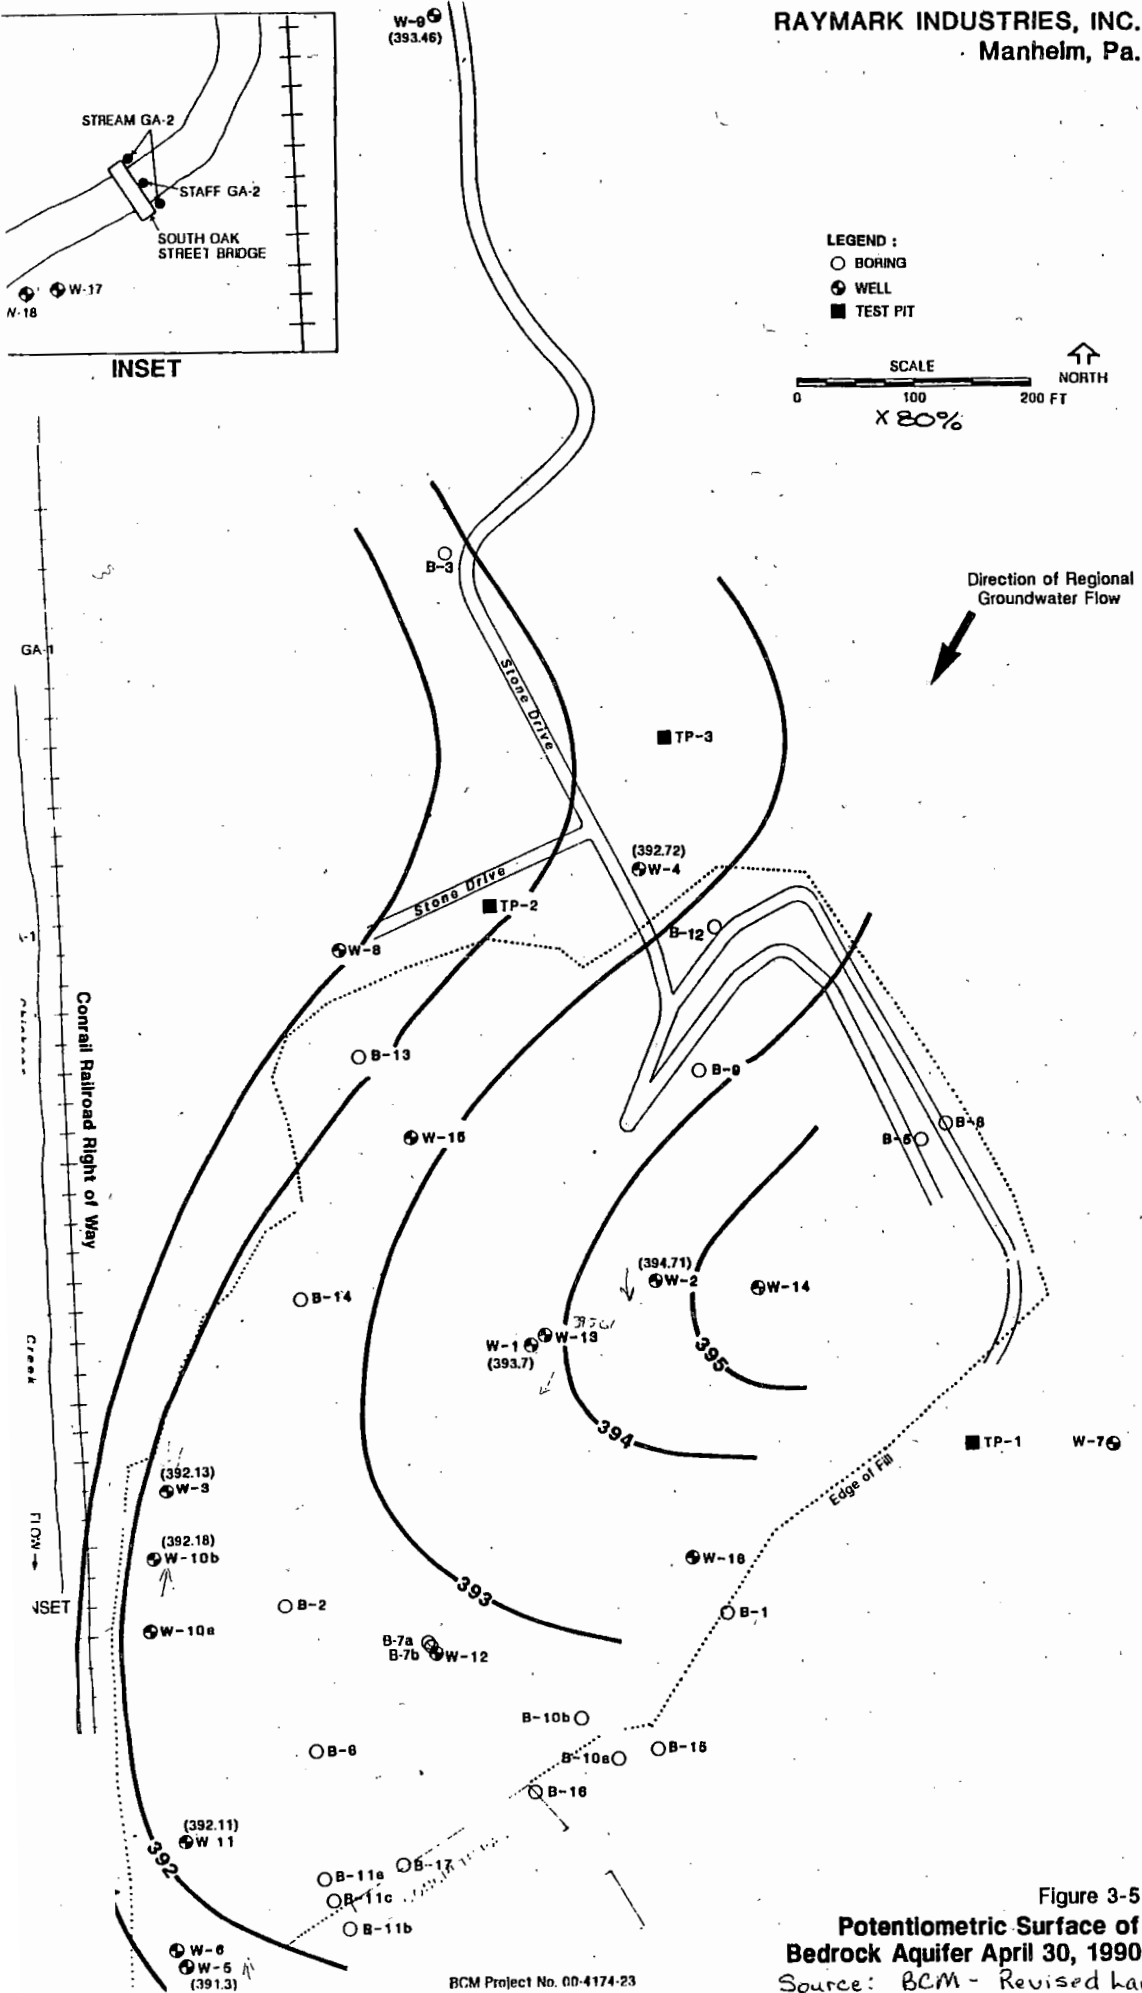 RAYMARK INDUSTRIES, INC.
Manheim, Pa.
W-9
(393.46)
STREAM GA-2
STAFF GA-2
SOUTH OAK
STREET BRIDGE
W-17
W-18
INSET
LEGEND :
BORING
WELL
TEST PIT
SCALE
0 100 200 FT
X 80%
NORTH
B-3
Direction of Regional
Groundwater Flow
GA-1
Stone Drive
TP-3
(392.72)
W-4
Stone Drive
TP-2
B-12
W-8
Conrail Railroad Right of Way
B-13
B-9
W-15
B-8
B-5
(394.71)
W-2
W-14
B-14
W-13
W-1
(393.7)
395
Creek
394
TP-1
W-7
Edge of Fill
(392.13)
W-3
FLOW
(392.18)
W-10b
W-16
393
B-2
B-1
W-10a
B-7a
B-7b
W-12
B-10b
B-15
B-6
B-10a
B-16
(392.11)
W 11
392
B-17
B-11a
B-11c
B-11b
W-6
W-5
(391.3)
Figure 3-5
Potentiometric Surface of
Bedrock Aquifer April 30, 1990
BCM Project No. 00-4174-23
Source: BCM - Revised